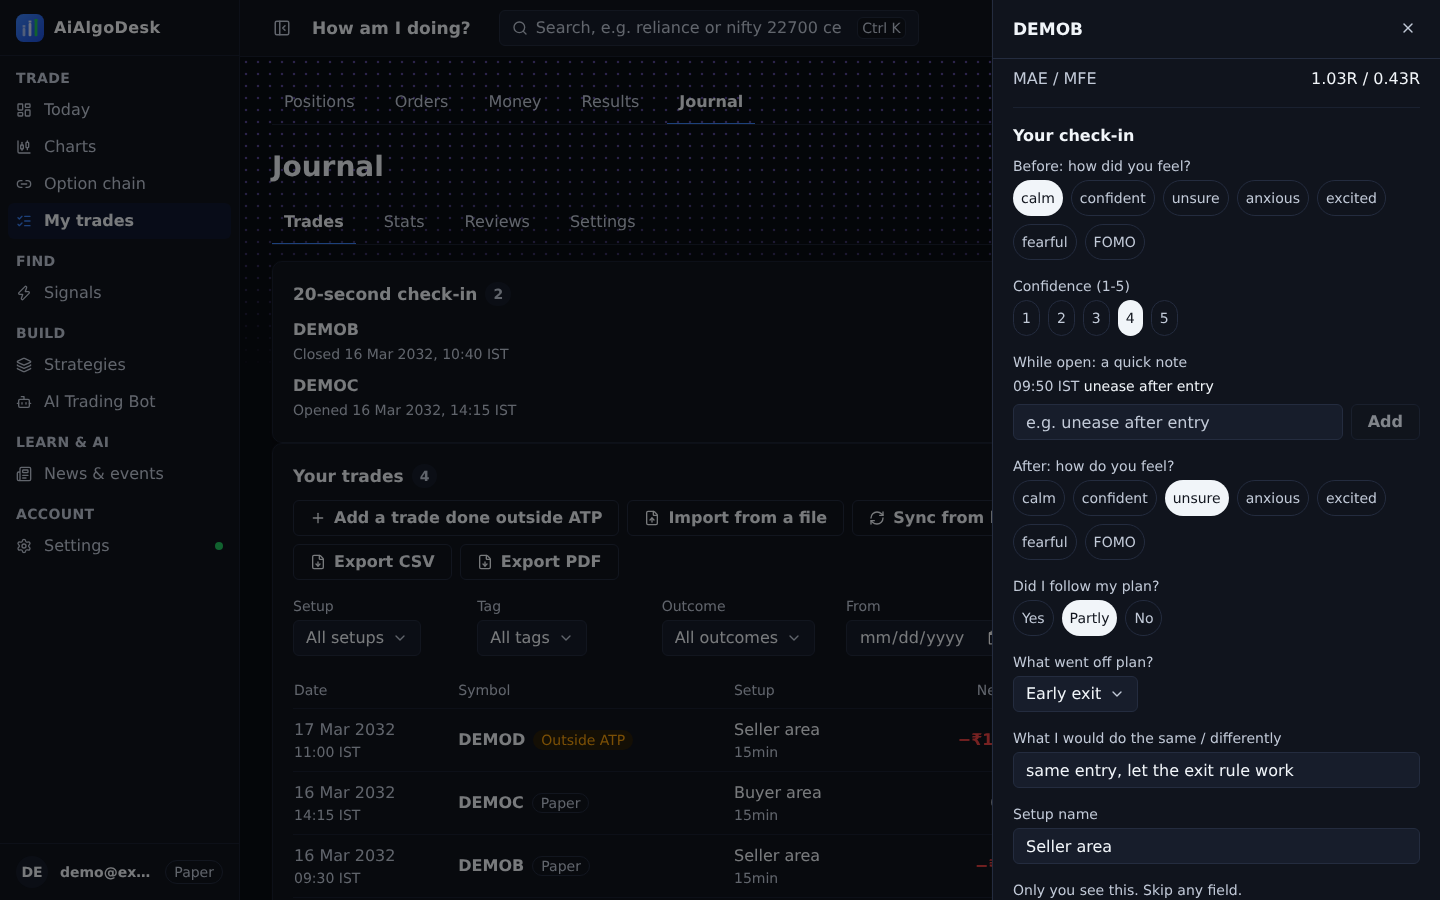 AiAlgoDesk
TRADE
Today
Charts
Option chain
My trades
FIND
Signals
BUILD
Strategies
AI Trading Bot
LEARN & AI
News & events
ACCOUNT
Settings
DE demo@ex... Paper
How am I doing?
Search, e.g. reliance or nifty 22700 ce Ctrl K
Positions Orders Money Results Journal
Journal
Trades Stats Reviews Settings
20-second check-in 2
DEMOB
Closed 16 Mar 2032, 10:40 IST
DEMOC
Opened 16 Mar 2032, 14:15 IST
Your trades 4
Add a trade done outside ATP Import from a file Sync from
Export CSV Export PDF
Setup Tag Outcome From
All setups All tags All outcomes mm/dd/yyyy
Date Symbol Setup
17 Mar 2032 DEMOD Outside ATP Seller area −₹1
11:00 IST 15min
16 Mar 2032 DEMOC Paper Buyer area
14:15 IST 15min
16 Mar 2032 DEMOB Paper Seller area
09:30 IST 15min
DEMOB
MAE / MFE 1.03R / 0.43R
Your check-in
Before: how did you feel?
calm confident unsure anxious excited
fearful FOMO
Confidence (1-5)
1 2 3 4 5
While open: a quick note
09:50 IST unease after entry
e.g. unease after entry Add
After: how do you feel?
calm confident unsure anxious excited
fearful FOMO
Did I follow my plan?
Yes Partly No
What went off plan?
Early exit
What I would do the same / differently
same entry, let the exit rule work
Setup name
Seller area
Only you see this. Skip any field.